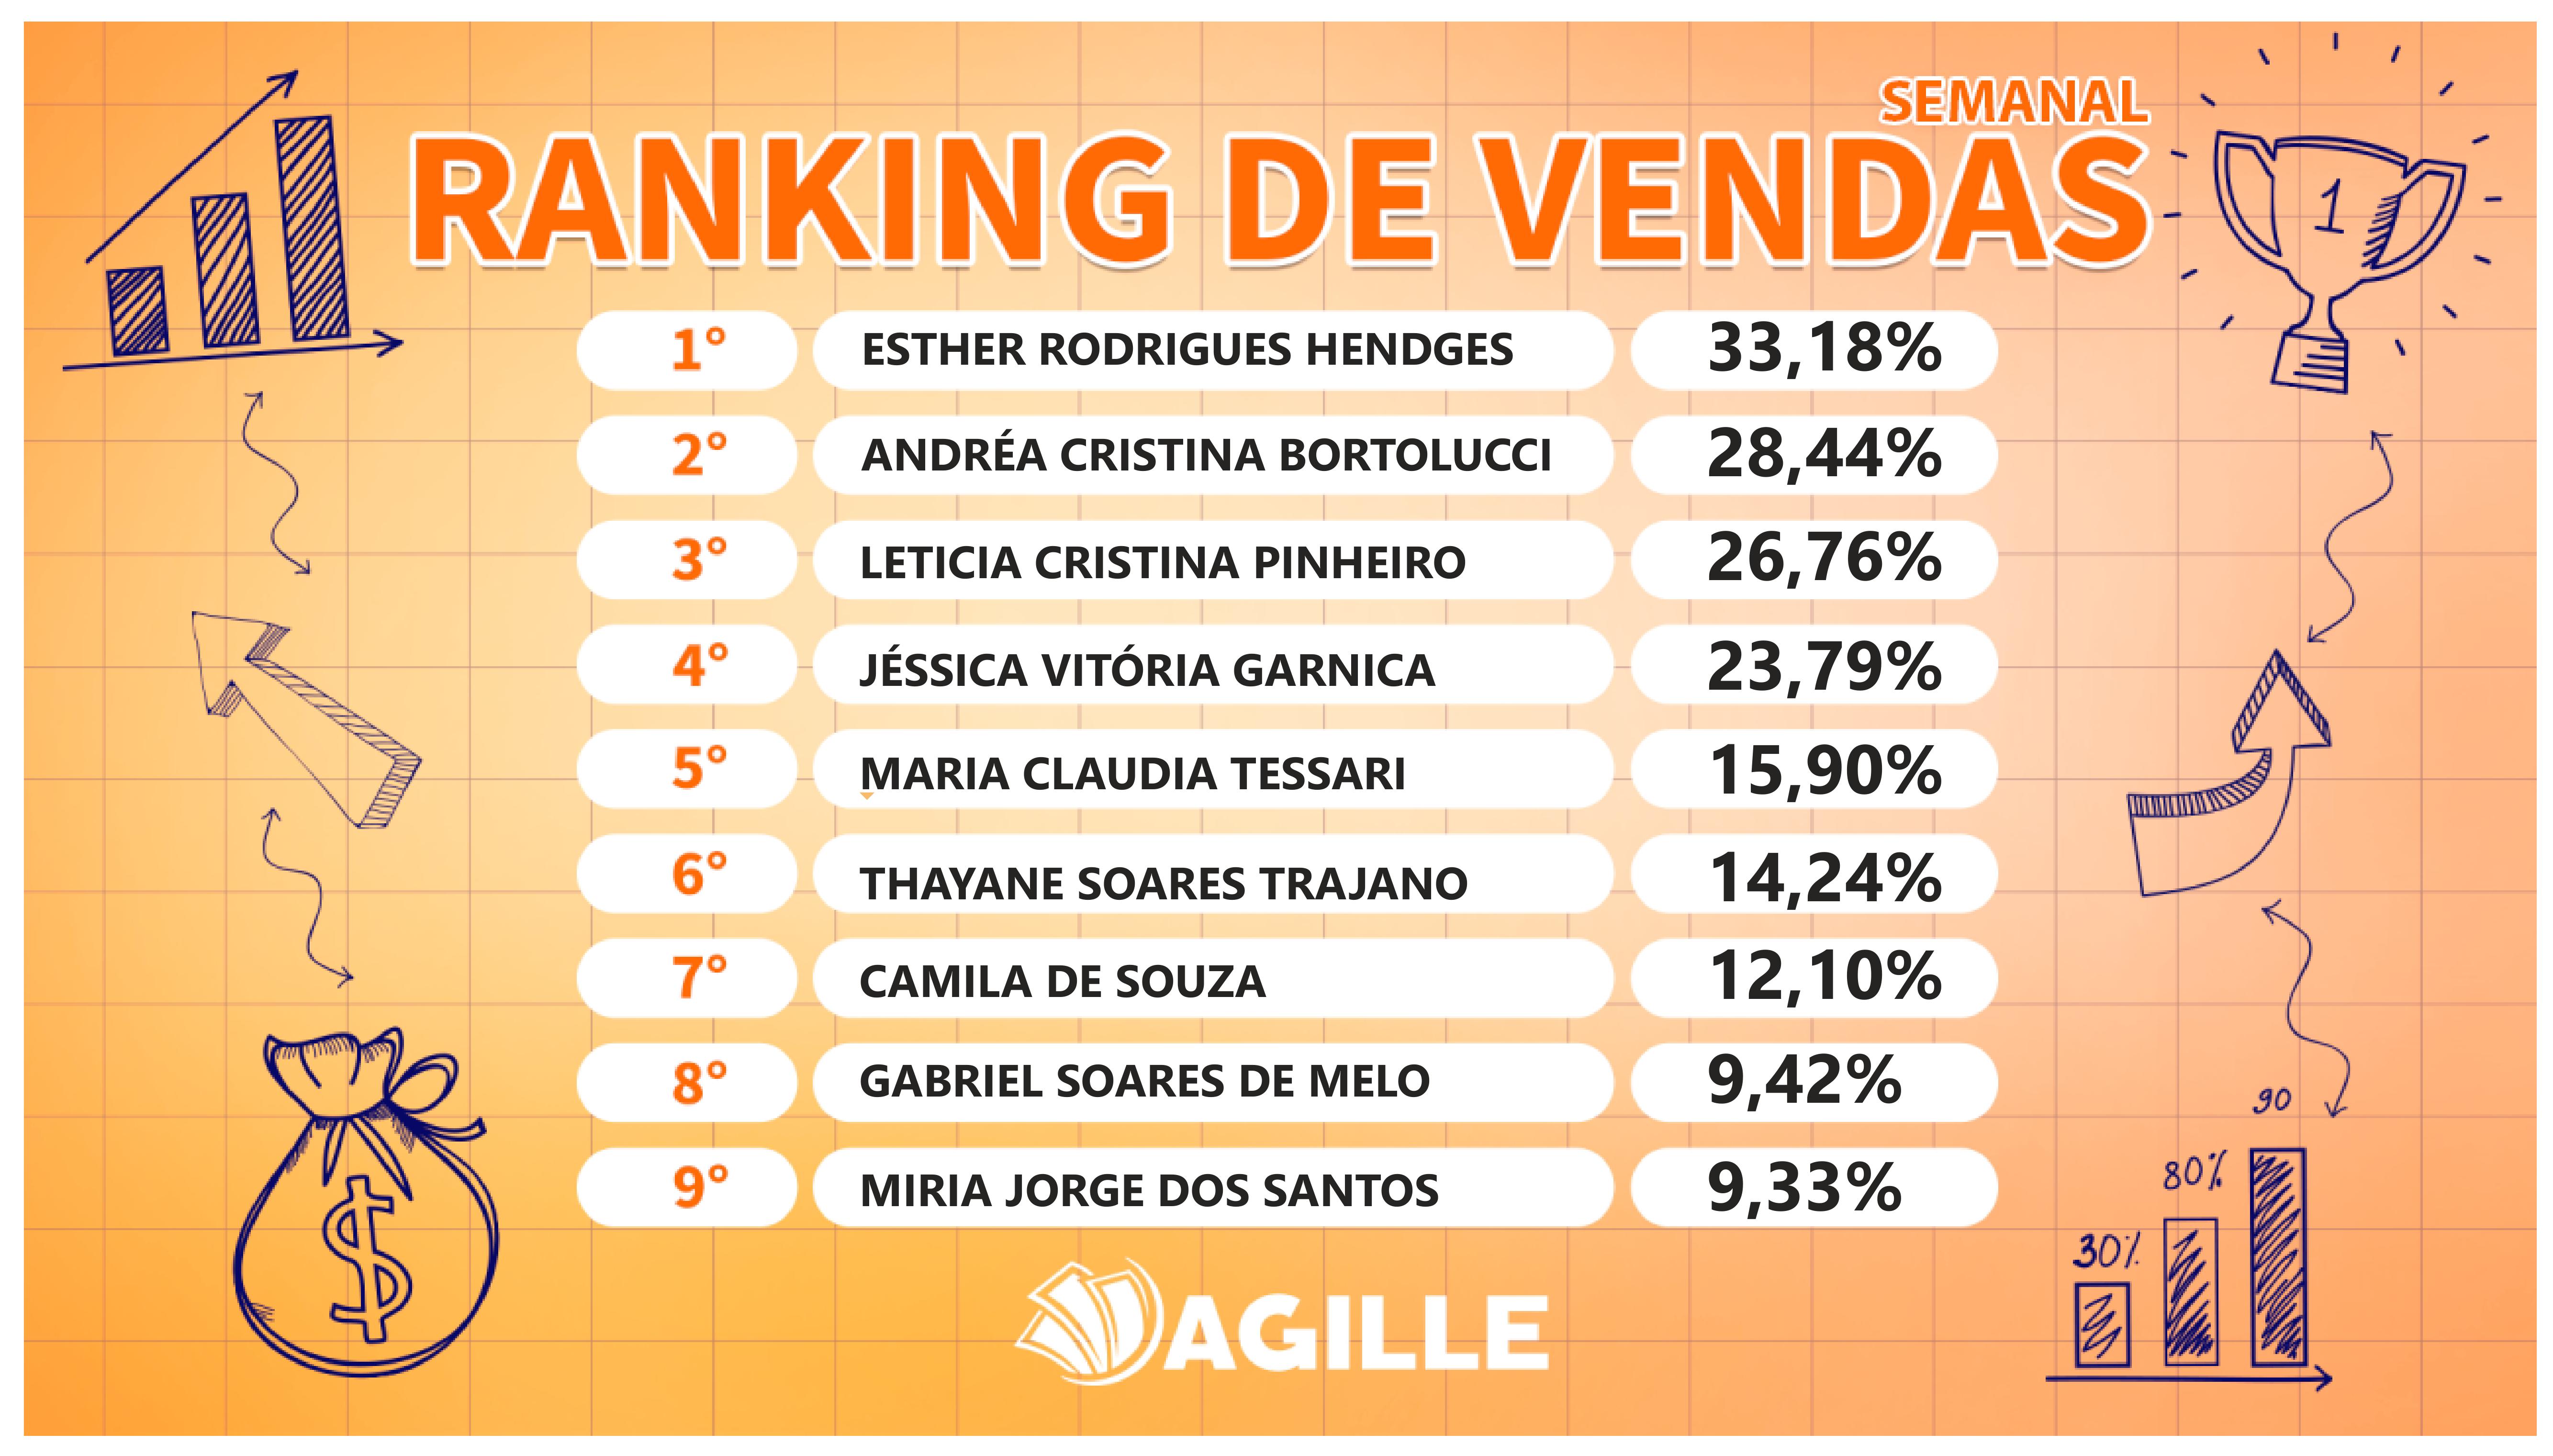 SEMANAL
RANKING DE VENDAS
1
1° ESTHER RODRIGUES HENDGES 33,18%
2° ANDRÉA CRISTINA BORTOLUCCI 28,44%
3° LETICIA CRISTINA PINHEIRO 26,76%
4° JÉSSICA VITÓRIA GARNICA 23,79%
5° MARIA CLAUDIA TESSARI 15,90%
6° THAYANE SOARES TRAJANO 14,24%
7° CAMILA DE SOUZA 12,10%
8° GABRIEL SOARES DE MELO 9,42%
9° MIRIA JORGE DOS SANTOS 9,33%
$
30%
80%
90
AGILLE